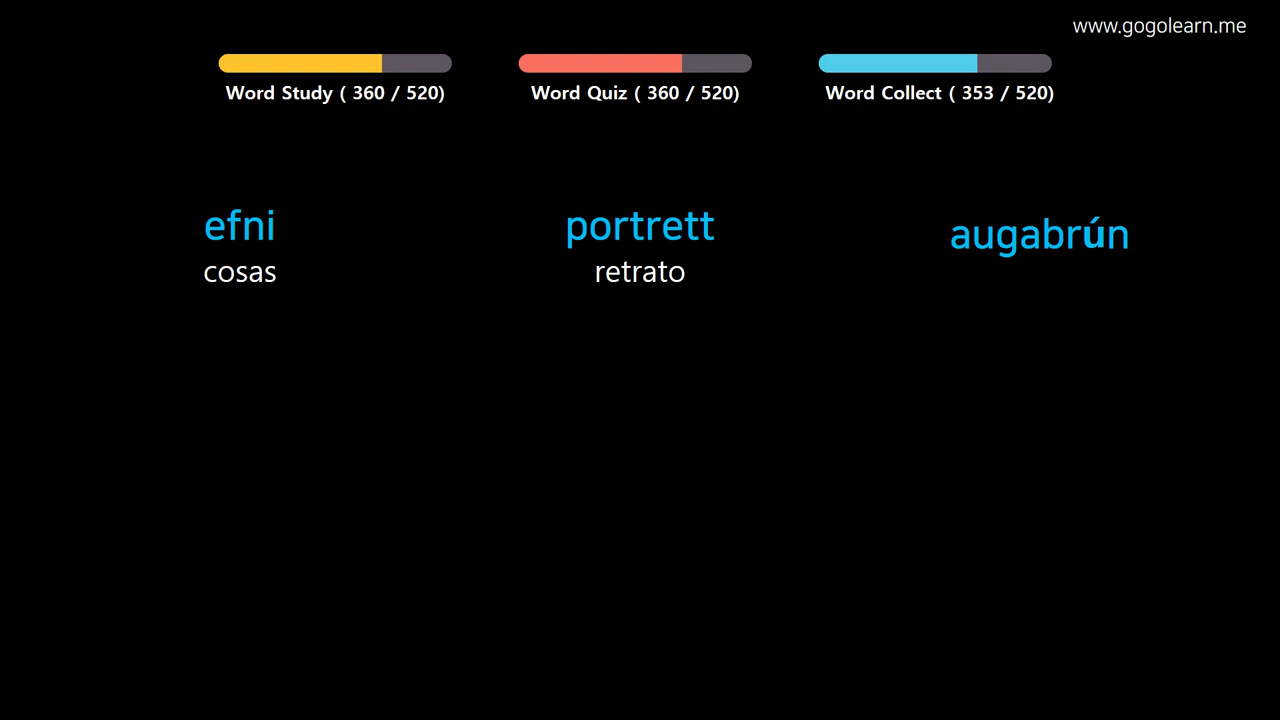 www.gogolearn.me
Word Study ( 360 / 520)
Word Quiz ( 360 / 520)
Word Collect ( 353 / 520)
efni
cosas
portrett
retrato
augabrún